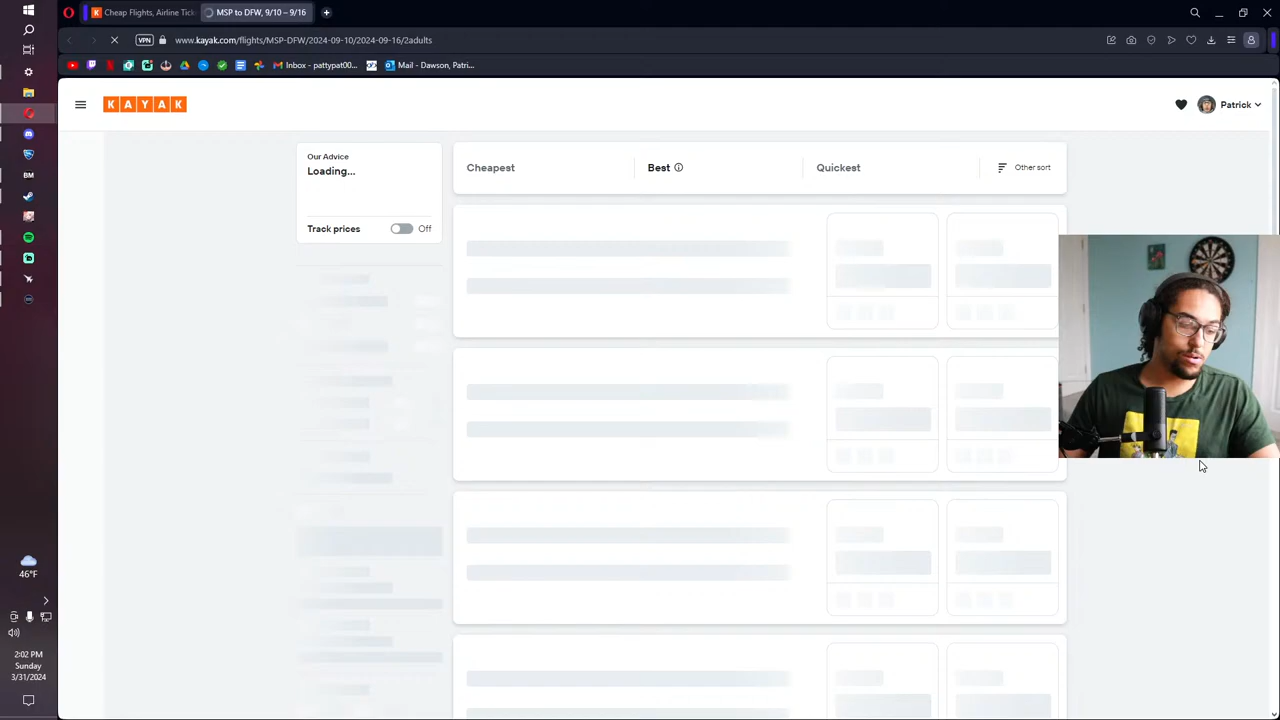 Cheap Flights, Airline Tick
MSP to DFW, 9/10 – 9/16
VPN
www.kayak.com/flights/MSP-DFW/2024-09-10/2024-09-16/2adults
Inbox - pattypat00...
Mail - Dawson, Patri...
KAYAK
Patrick
Our Advice
Loading...
Track prices
Off
Cheapest
Best
Quickest
Other sort
BM
46°F
2:02 PM
Sunday
3/31/2024